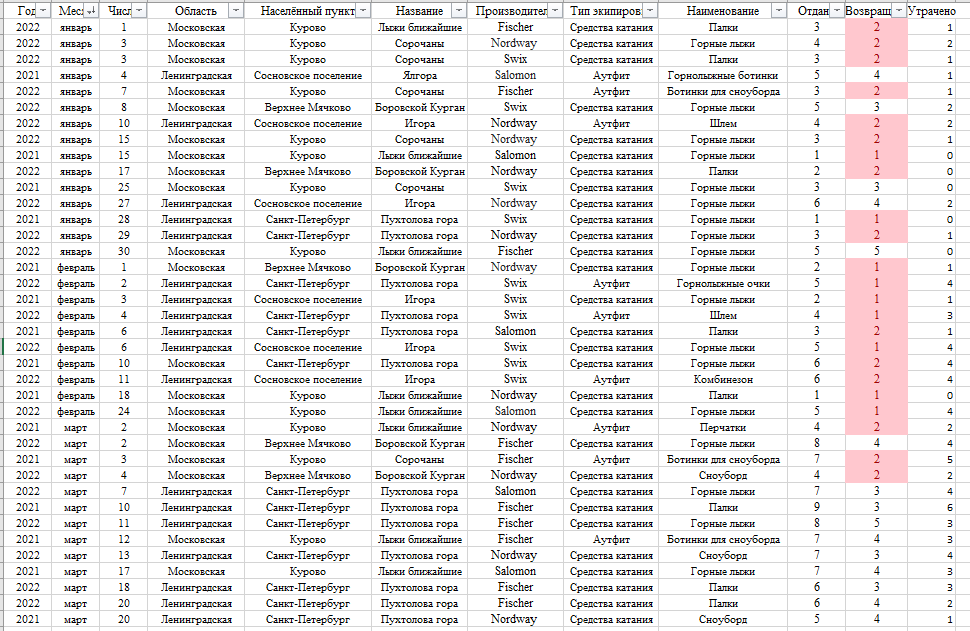 Год Мес Числ Область Населённый пункт Название Производител Тип экипиров Наименование Отдан Возвращ Утрачено
2022 январь 1 Московская Курово Лыжи ближайшие Fischer Средства катания Палки 3 2 1
2022 январь 3 Московская Курово Сорочаны Nordway Средства катания Горные лыжи 4 2 2
2022 январь 3 Московская Курово Сорочаны Swix Средства катания Палки 3 2 1
2021 январь 4 Ленинградская Сосновское поселение Ялгора Salomon Аутфит Горнолыжные ботинки 5 4 1
2022 январь 7 Московская Курово Сорочаны Fischer Аутфит Ботинки для сноуборда 3 2 1
2022 январь 8 Московская Верхнее Мячково Боровской Курган Swix Средства катания Горные лыжи 5 3 2
2022 январь 10 Ленинградская Сосновское поселение Игора Nordway Аутфит Шлем 4 2 2
2022 январь 15 Московская Курово Сорочаны Nordway Средства катания Горные лыжи 3 2 1
2021 январь 15 Московская Курово Лыжи ближайшие Salomon Средства катания Горные лыжи 1 1 0
2022 январь 17 Московская Верхнее Мячково Боровской Курган Nordway Средства катания Палки 2 2 0
2021 январь 25 Московская Курово Сорочаны Swix Средства катания Горные лыжи 3 3 0
2022 январь 27 Ленинградская Сосновское поселение Игора Nordway Средства катания Горные лыжи 6 4 2
2021 январь 28 Ленинградская Санкт-Петербург Пухтолова гора Swix Средства катания Горные лыжи 1 1 0
2022 январь 29 Ленинградская Санкт-Петербург Пухтолова гора Nordway Средства катания Горные лыжи 3 2 1
2022 январь 30 Московская Курово Лыжи ближайшие Fischer Средства катания Горные лыжи 5 5 0
2021 февраль 1 Московская Верхнее Мячково Боровской Курган Nordway Средства катания Горные лыжи 2 1 1
2022 февраль 2 Ленинградская Санкт-Петербург Пухтолова гора Swix Аутфит Горнолыжные очки 5 1 4
2021 февраль 3 Ленинградская Сосновское поселение Игора Swix Средства катания Горные лыжи 2 1 1
2022 февраль 4 Ленинградская Санкт-Петербург Пухтолова гора Swix Аутфит Шлем 4 1 3
2021 февраль 6 Ленинградская Санкт-Петербург Пухтолова гора Salomon Средства катания Палки 3 2 1
2022 февраль 6 Ленинградская Сосновское поселение Игора Swix Средства катания Горные лыжи 5 1 4
2022 февраль 10 Московская Санкт-Петербург Пухтолова гора Swix Средства катания Горные лыжи 6 2 4
2022 февраль 11 Ленинградская Сосновское поселение Игора Swix Аутфит Комбинезон 6 2 4
2021 февраль 18 Московская Курово Лыжи ближайшие Nordway Средства катания Палки 1 1 0
2022 февраль 24 Московская Курово Лыжи ближайшие Salomon Средства катания Горные лыжи 5 1 4
2021 март 2 Московская Курово Лыжи ближайшие Nordway Аутфит Перчатки 4 2 2
2022 март 2 Московская Верхнее Мячково Боровской Курган Fischer Средства катания Горные лыжи 8 4 4
2021 март 3 Московская Курово Сорочаны Fischer Аутфит Ботинки для сноуборда 7 2 5
2022 март 4 Московская Верхнее Мячково Боровской Курган Nordway Средства катания Сноуборд 4 2 2
2022 март 7 Ленинградская Санкт-Петербург Пухтолова гора Salomon Средства катания Горные лыжи 7 3 4
2021 март 10 Ленинградская Санкт-Петербург Пухтолова гора Fischer Средства катания Палки 9 3 6
2022 март 11 Ленинградская Санкт-Петербург Пухтолова гора Fischer Средства катания Горные лыжи 8 5 3
2021 март 12 Московская Курово Лыжи ближайшие Fischer Аутфит Ботинки для сноуборда 7 4 3
2022 март 13 Ленинградская Санкт-Петербург Пухтолова гора Nordway Средства катания Сноуборд 7 3 4
2021 март 17 Московская Курово Лыжи ближайшие Salomon Средства катания Горные лыжи 7 4 3
2022 март 18 Ленинградская Санкт-Петербург Пухтолова гора Fischer Средства катания Палки 6 3 3
2022 март 20 Ленинградская Санкт-Петербург Пухтолова гора Fischer Средства катания Палки 6 4 2
2021 март 20 Ленинградская Санкт-Петербург Пухтолова гора Nordway Средства катания Сноуборд 5 4 1